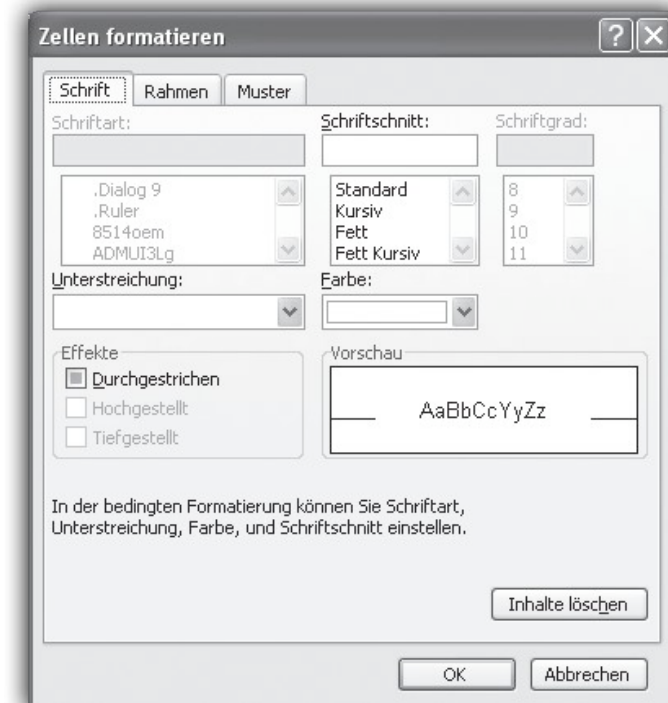 Zellen formatieren
Schrift Rahmen Muster
Schriftart: Schriftschnitt: Schriftgrad:
.Dialog 9
.Ruler
8514oem
ADMUI3Lg
Standard
Kursiv
Fett
Fett Kursiv
8
9
10
11
Unterstreichung: Farbe:
Effekte
Durchgestrichen
Hochgestellt
Tiefgestellt
Vorschau
AaBbCcYyZz
In der bedingten Formatierung können Sie Schriftart,
Unterstreichung, Farbe, und Schriftschnitt einstellen.
Inhalte löschen
OK Abbrechen